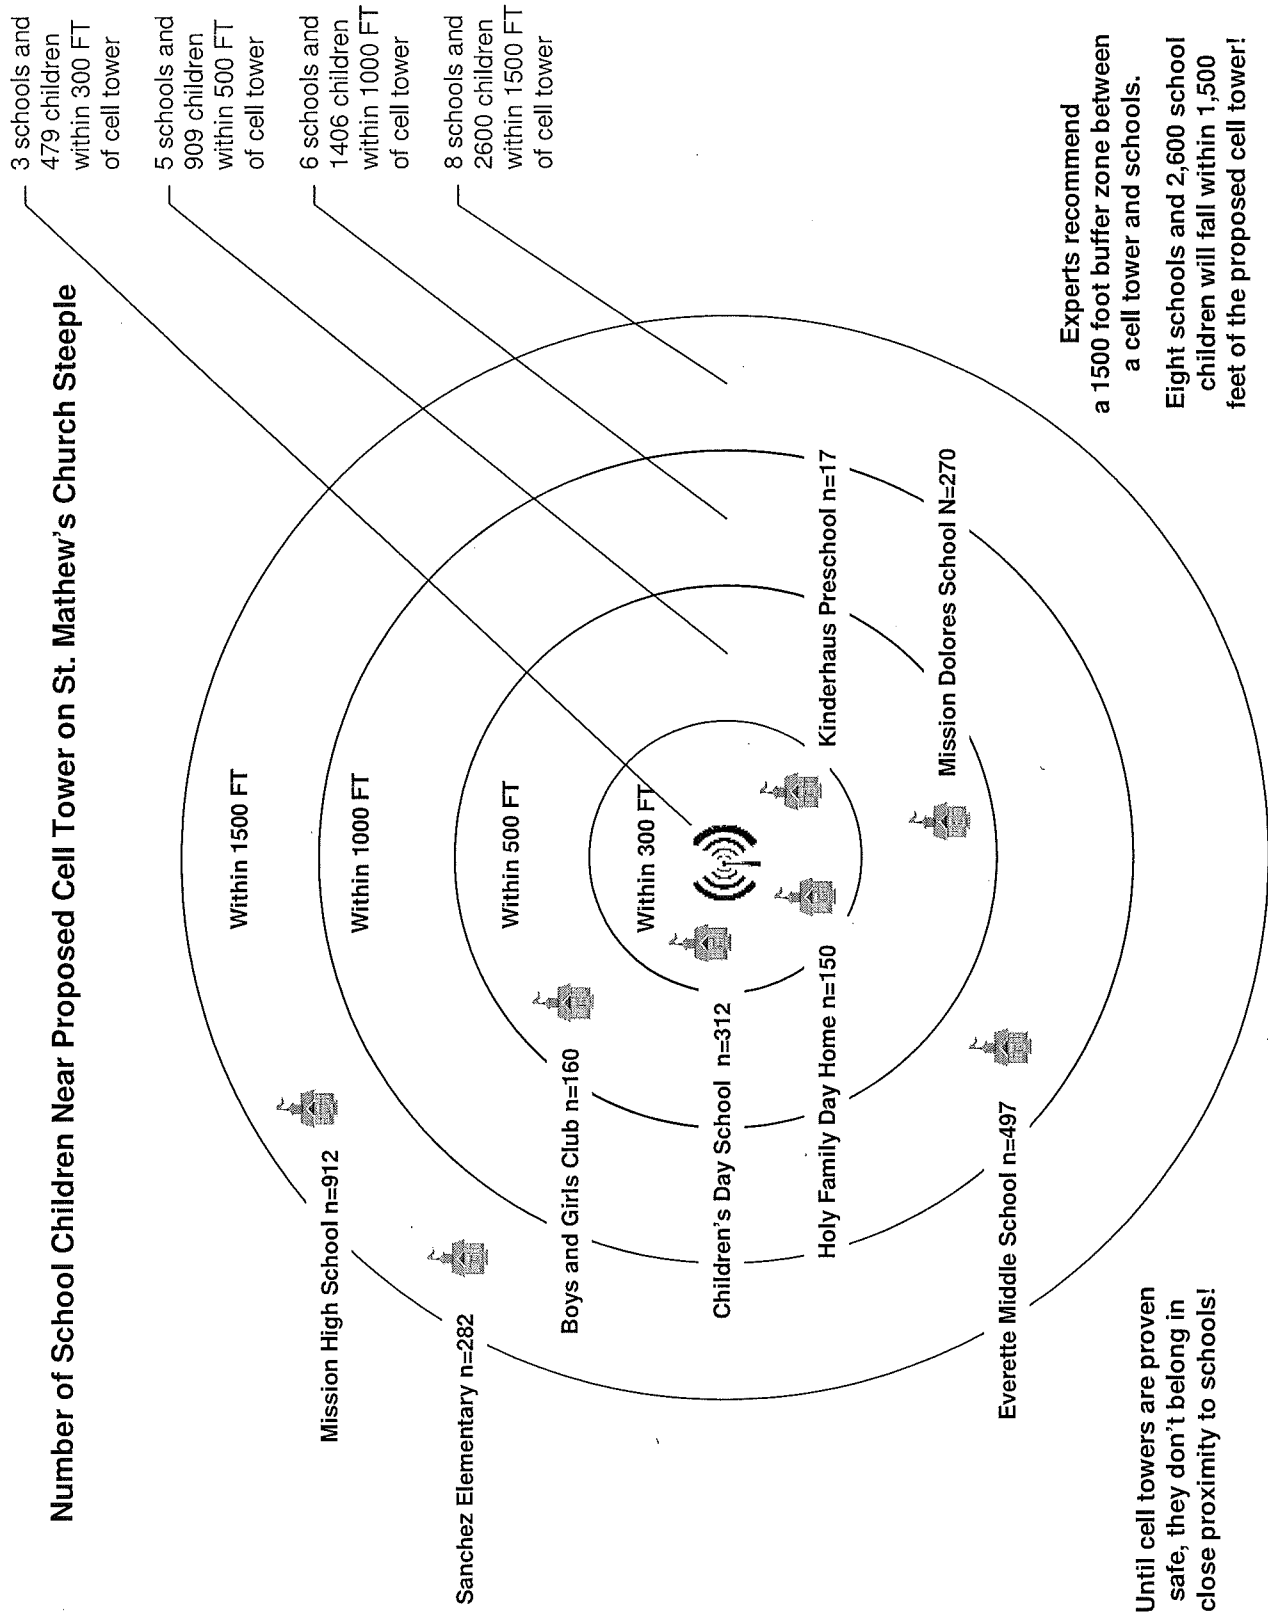 Number of School Children Near Proposed Cell Tower on St. Mathew's Church Steeple
3 schools and
479 children
within 300 FT
of cell tower
5 schools and
909 children
within 500 FT
of cell tower
6 schools and
1406 children
within 1000 FT
of cell tower
8 schools and
2600 children
within 1500 FT
of cell tower
Within 1500 FT
Within 1000 FT
Within 500 FT
Within 300 FT
Mission High School n=912
Sanchez Elementary n=282
Boys and Girls Club n=160
Children's Day School n=312
Holy Family Day Home n=150
Kinderhaus Preschool n=17
Mission Dolores School N=270
Everette Middle School n=497
Until cell towers are proven
safe, they don't belong in
close proximity to schools!
Experts recommend
a 1500 foot buffer zone between
a cell tower and schools.
Eight schools and 2,600 school
children will fall within 1,500
feet of the proposed cell tower!